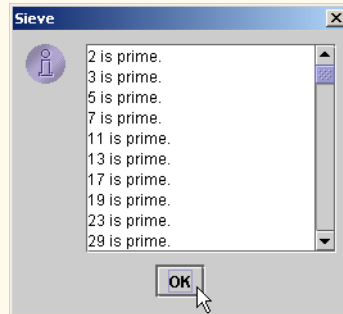 Sieve
2 is prime.
3 is prime.
5 is prime.
7 is prime.
11 is prime.
13 is prime.
17 is prime.
19 is prime.
23 is prime.
29 is prime.
OK